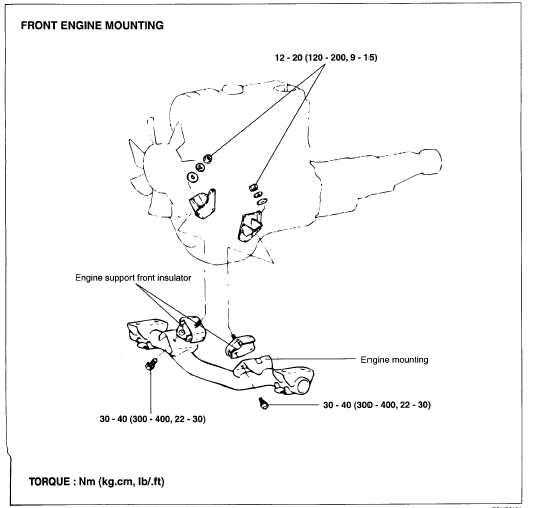 FRONT ENGINE MOUNTING
12 - 20 (120 - 200, 9 - 15)
Engine support front insulator
Engine mounting
30 - 40 (300 - 400, 22 - 30)
30 - 40 (300 - 400, 22 - 30)
TORQUE : Nm (kg.cm, lb/.ft)